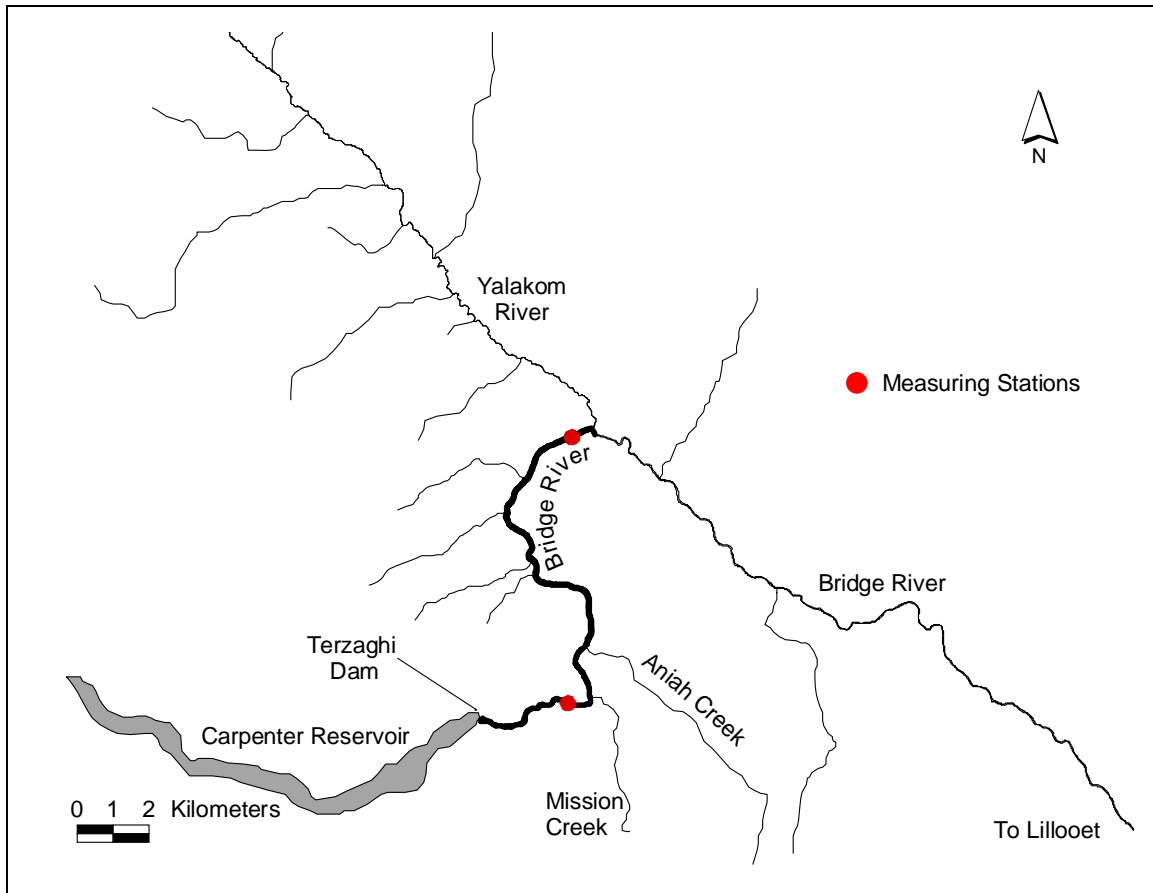 N
Yalakom
River
Measuring Stations
Bridge River
Bridge River
Terzaghi
Dam
Aniah Creek
Carpenter Reservoir
0 1 2 Kilometers
Mission
Creek
To Lillooet